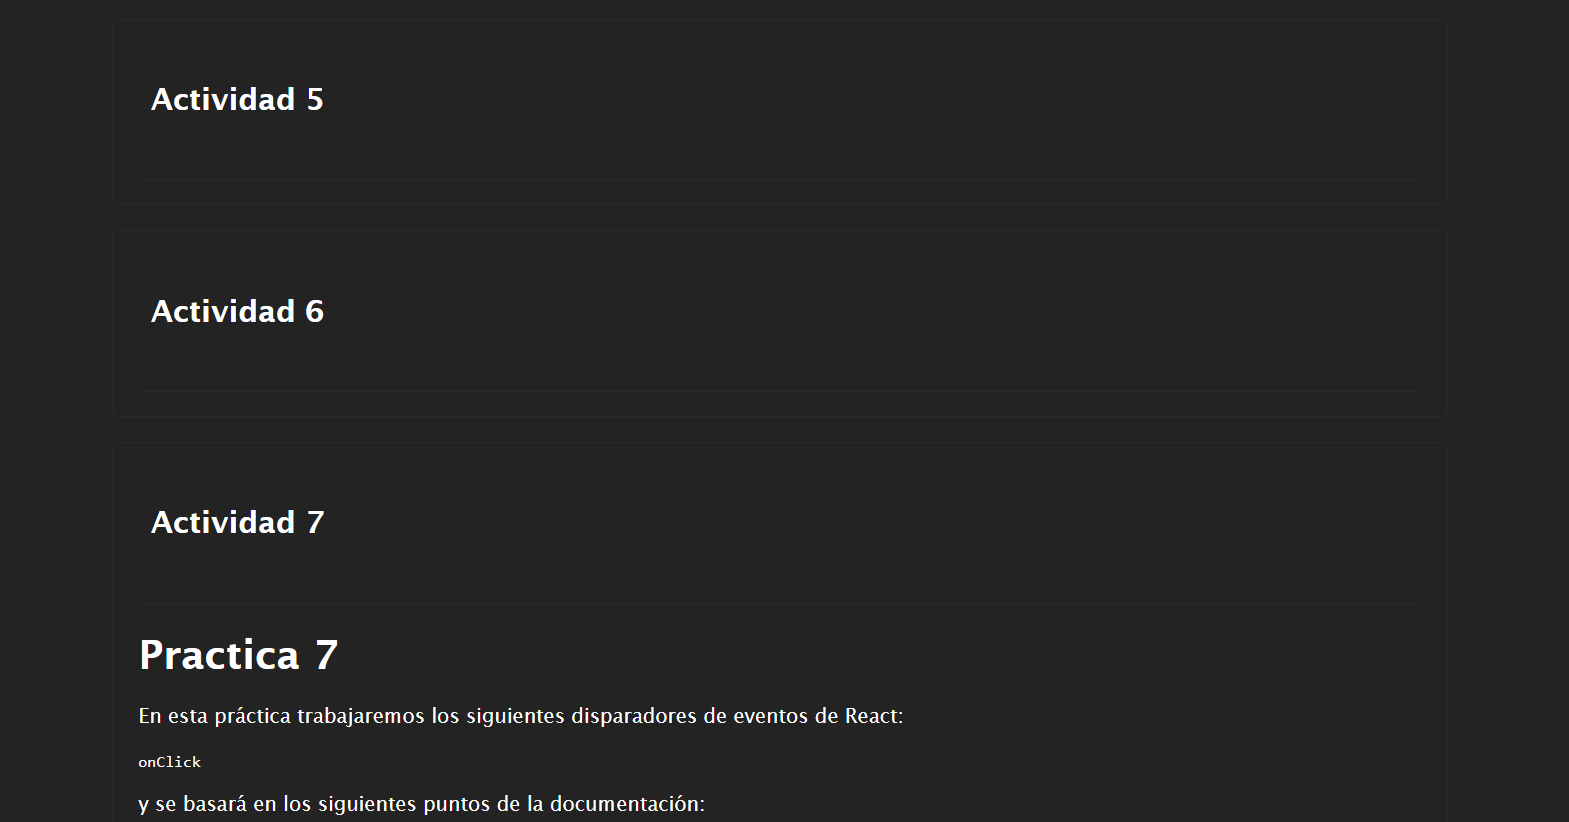 Actividad 5
Actividad 6
Actividad 7
Practica 7
En esta práctica trabajaremos los siguientes disparadores de eventos de React:
onClick
y se basará en los siguientes puntos de la documentación: